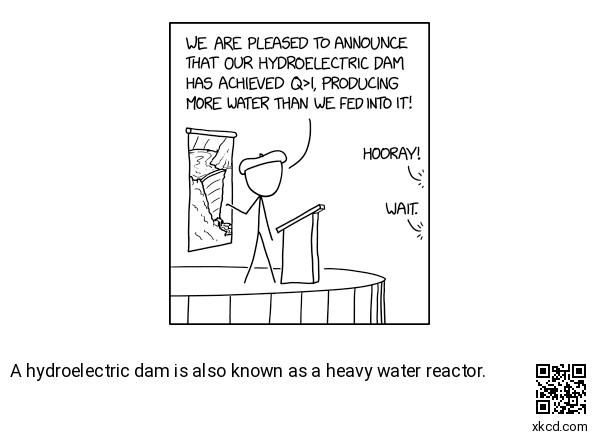 WE ARE PLEASED TO ANNOUNCE
THAT OUR HYDROELECTRIC DAM
HAS ACHIEVED Q>1, PRODUCING
MORE WATER THAN WE FED INTO IT!
HOORAY!
WAIT.
A hydroelectric dam is also known as a heavy water reactor.
xkcd.com